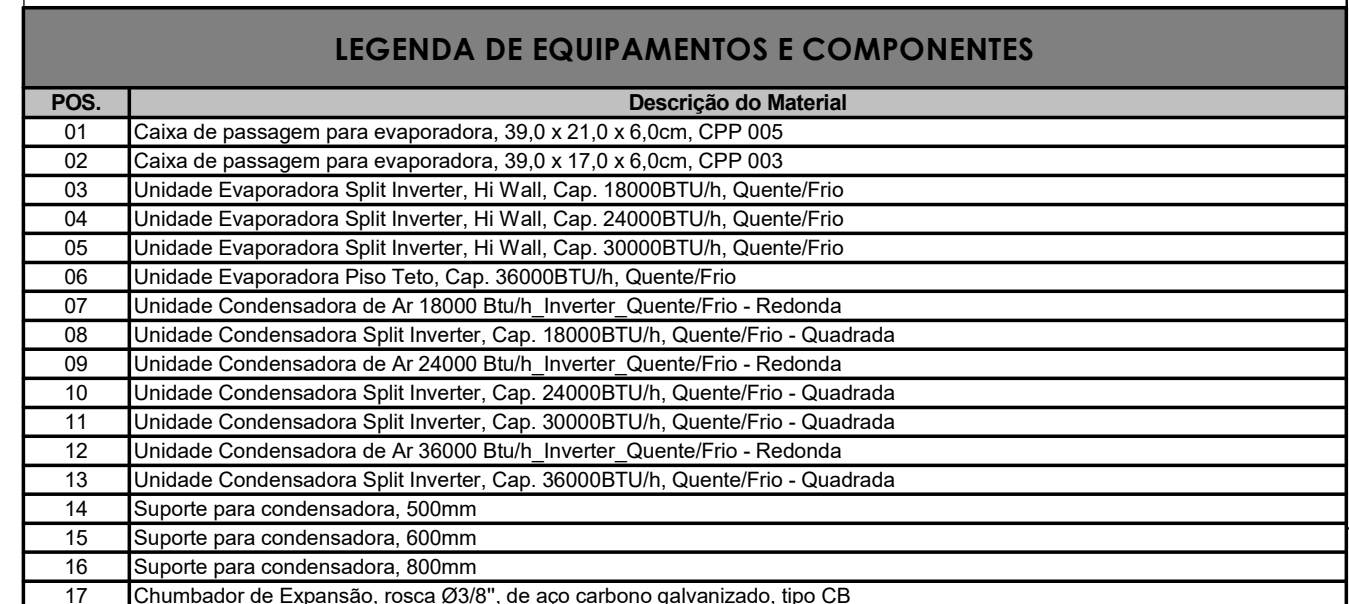 LEGENDA DE EQUIPAMENTOS E COMPONENTES
POS. Descrição do Material
01 Caixa de passagem para evaporadora, 39,0 x 21,0 x 6,0cm, CPP 005
02 Caixa de passagem para evaporadora, 39,0 x 17,0 x 6,0cm, CPP 003
03 Unidade Evaporadora Split Inverter, Hi Wall, Cap. 18000BTU/h, Quente/Frio
04 Unidade Evaporadora Split Inverter, Hi Wall, Cap. 24000BTU/h, Quente/Frio
05 Unidade Evaporadora Split Inverter, Hi Wall, Cap. 30000BTU/h, Quente/Frio
06 Unidade Evaporadora Piso Teto, Cap. 36000BTU/h, Quente/Frio
07 Unidade Condensadora de Ar 18000 Btu/h_Inverter_Quente/Frio - Redonda
08 Unidade Condensadora Split Inverter, Cap. 18000BTU/h, Quente/Frio - Quadrada
09 Unidade Condensadora de Ar 24000 Btu/h_Inverter_Quente/Frio - Redonda
10 Unidade Condensadora Split Inverter, Cap. 24000BTU/h, Quente/Frio - Quadrada
11 Unidade Condensadora Split Inverter, Cap. 30000BTU/h, Quente/Frio - Quadrada
12 Unidade Condensadora de Ar 36000 Btu/h_Inverter_Quente/Frio - Redonda
13 Unidade Condensadora Split Inverter, Cap. 36000BTU/h, Quente/Frio - Quadrada
14 Suporte para condensadora, 500mm
15 Suporte para condensadora, 600mm
16 Suporte para condensadora, 800mm
17 Chumbador de Expansão, rosca Ø3/8", de aço carbono galvanizado, tipo CB